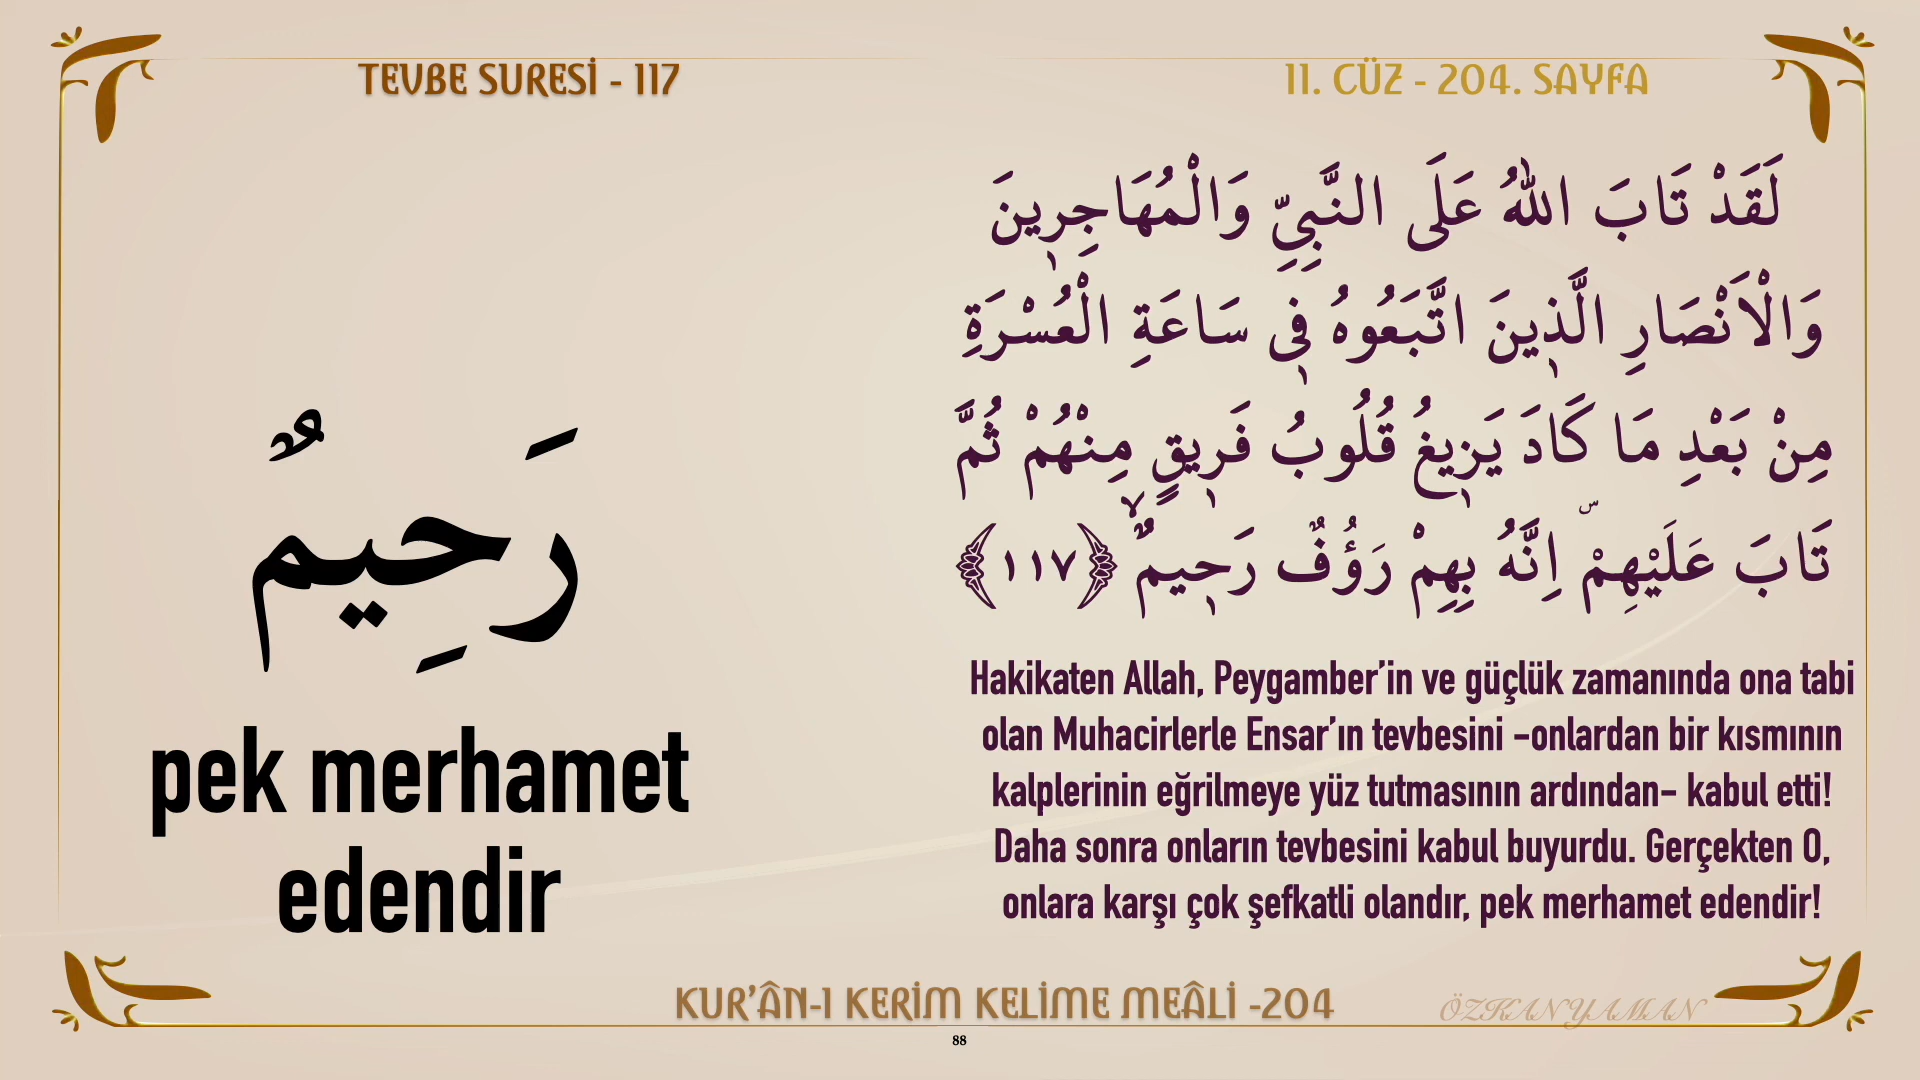 TEVBE SURESİ - 117
11. CÜZ - 204. SAYFA
لَقَدْ تَابَ اللّٰهُ عَلَى النَّبِيِّ وَالْمُهَاجِر۪ينَ
وَالْاَنْصَارِ الَّذ۪ينَ اتَّبَعُوهُ ف۪ى سَاعَةِ الْعُسْرَةِ
مِنْ بَعْدِ مَا كَادَ يَز۪يغُ قُلُوبُ فَر۪يقٍ مِنْهُمْ ثُمَّ
تَابَ عَلَيْهِمْۜ اِنَّهُ بِهِمْ رَؤُ۫فٌ رَح۪يمٌۙ ﴿١١٧﴾
رَحِيمٌ
pek merhamet
edendir
Hakikaten Allah, Peygamber’in ve güçlük zamanında ona tabi
olan Muhacirlerle Ensar’ın tevbesini –onlardan bir kısmının
kalplerinin eğrilmeye yüz tutmasının ardından– kabul etti!
Daha sonra onların tevbesini kabul buyurdu. Gerçekten O,
onlara karşı çok şefkatli olandır, pek merhamet edendir!
KUR’ÂN-I KERİM KELİME MEÂLİ -204
ÖZKAN YAMAN
88